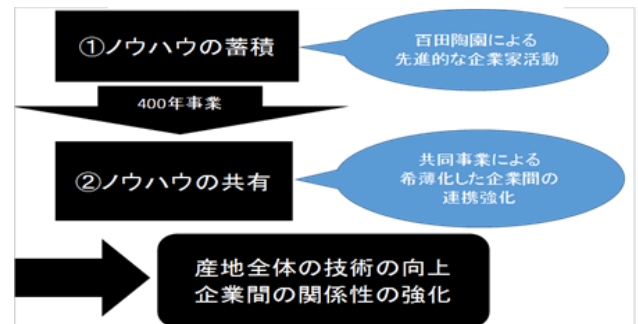 ①ノウハウの蓄積
百田陶園による
先進的な企業家活動
400年事業
②ノウハウの共有
共同事業による
希薄化した企業間の
連携強化
産地全体の技術の向上
企業間の関係性の強化